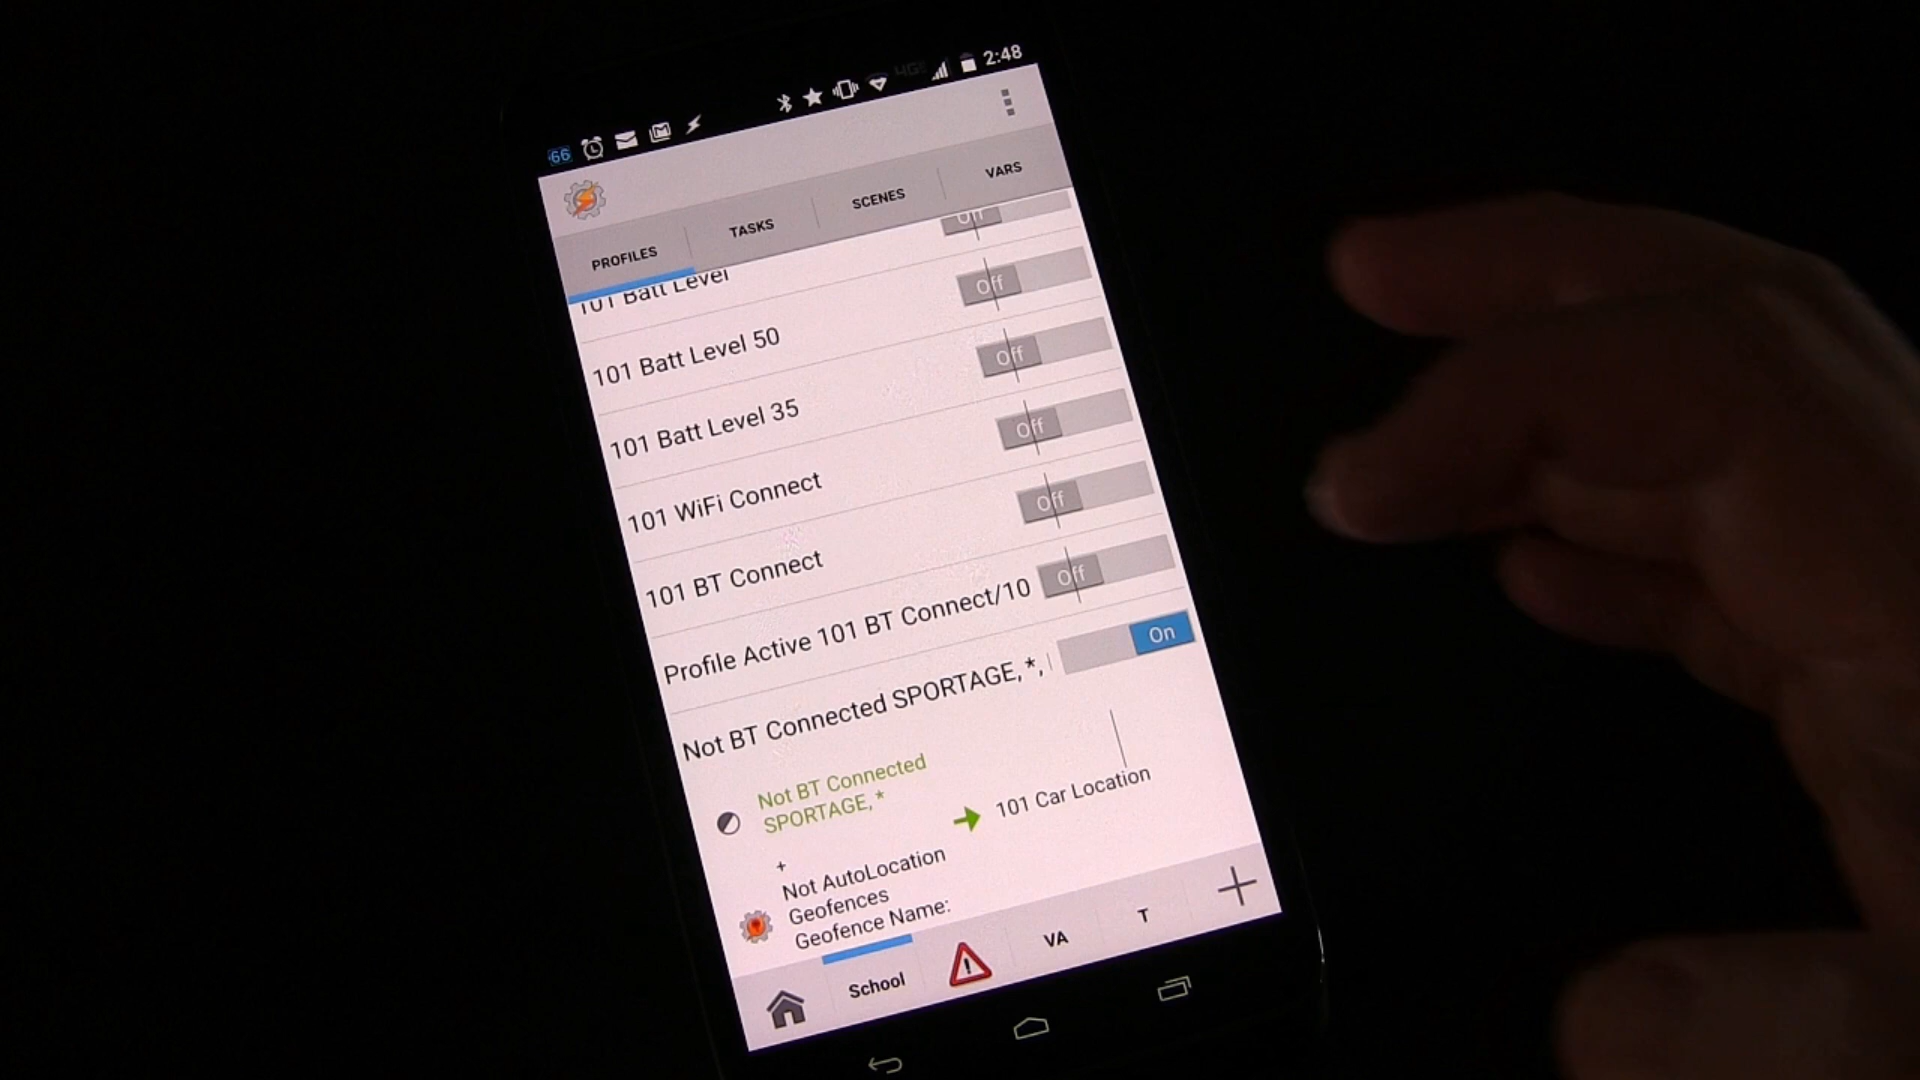 66 4G 2:48
PROFILES TASKS SCENES VARS
101 Batt Level
101 Batt Level 50 Off
101 Batt Level 35 Off
101 WiFi Connect Off
101 BT Connect Off
Profile Active 101 BT Connect/10 Off
Not BT Connected SPORTAGE, *, On
Not BT Connected
SPORTAGE, *
101 Car Location
+
Not AutoLocation
Geofences
Geofence Name:
School VA T